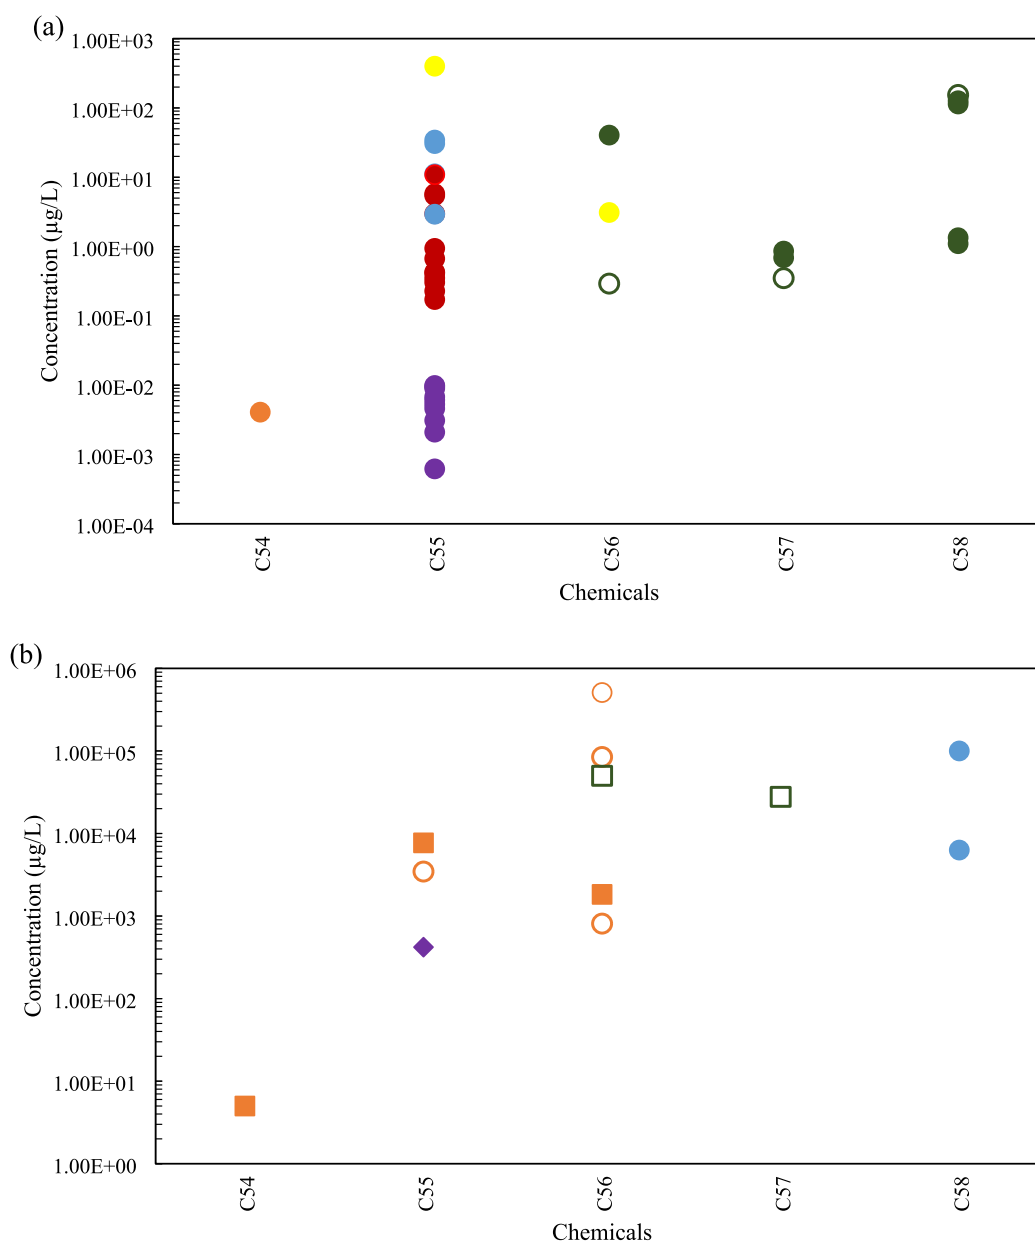 (a)
1.00E+03
1.00E+02
1.00E+01
1.00E+00
1.00E-01
1.00E-02
1.00E-03
1.00E-04
Concentration (µg/L)
C54 C55 C56 C57 C58
Chemicals
(b)
1.00E+06
1.00E+05
1.00E+04
1.00E+03
1.00E+02
1.00E+01
1.00E+00
Concentration (µg/L)
C54 C55 C56 C57 C58
Chemicals